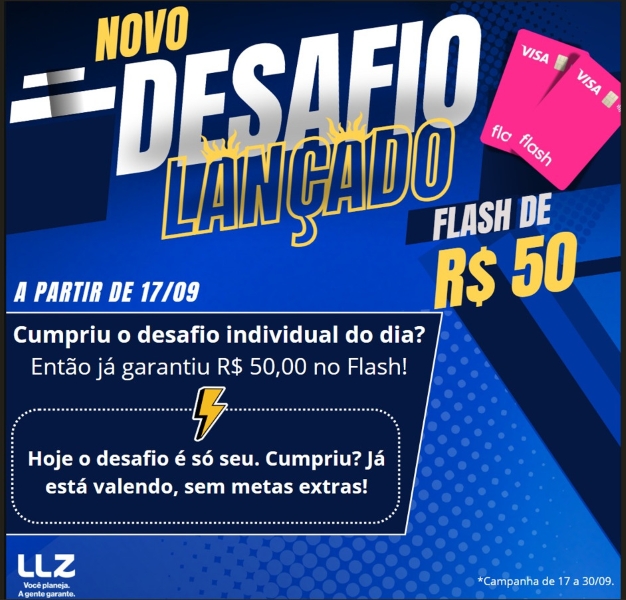 NOVO
DESAFIO
LANÇADO
VISA
VISA
flc
flash
FLASH DE
R$ 50
A PARTIR DE 17/09
Cumpriu o desafio individual do dia?
Então já garantiu R$ 50,00 no Flash!
Hoje o desafio é só seu. Cumpriu? Já
está valendo, sem metas extras!
LLZ
Você planeja.
A gente garante.
*Campanha de 17 a 30/09.